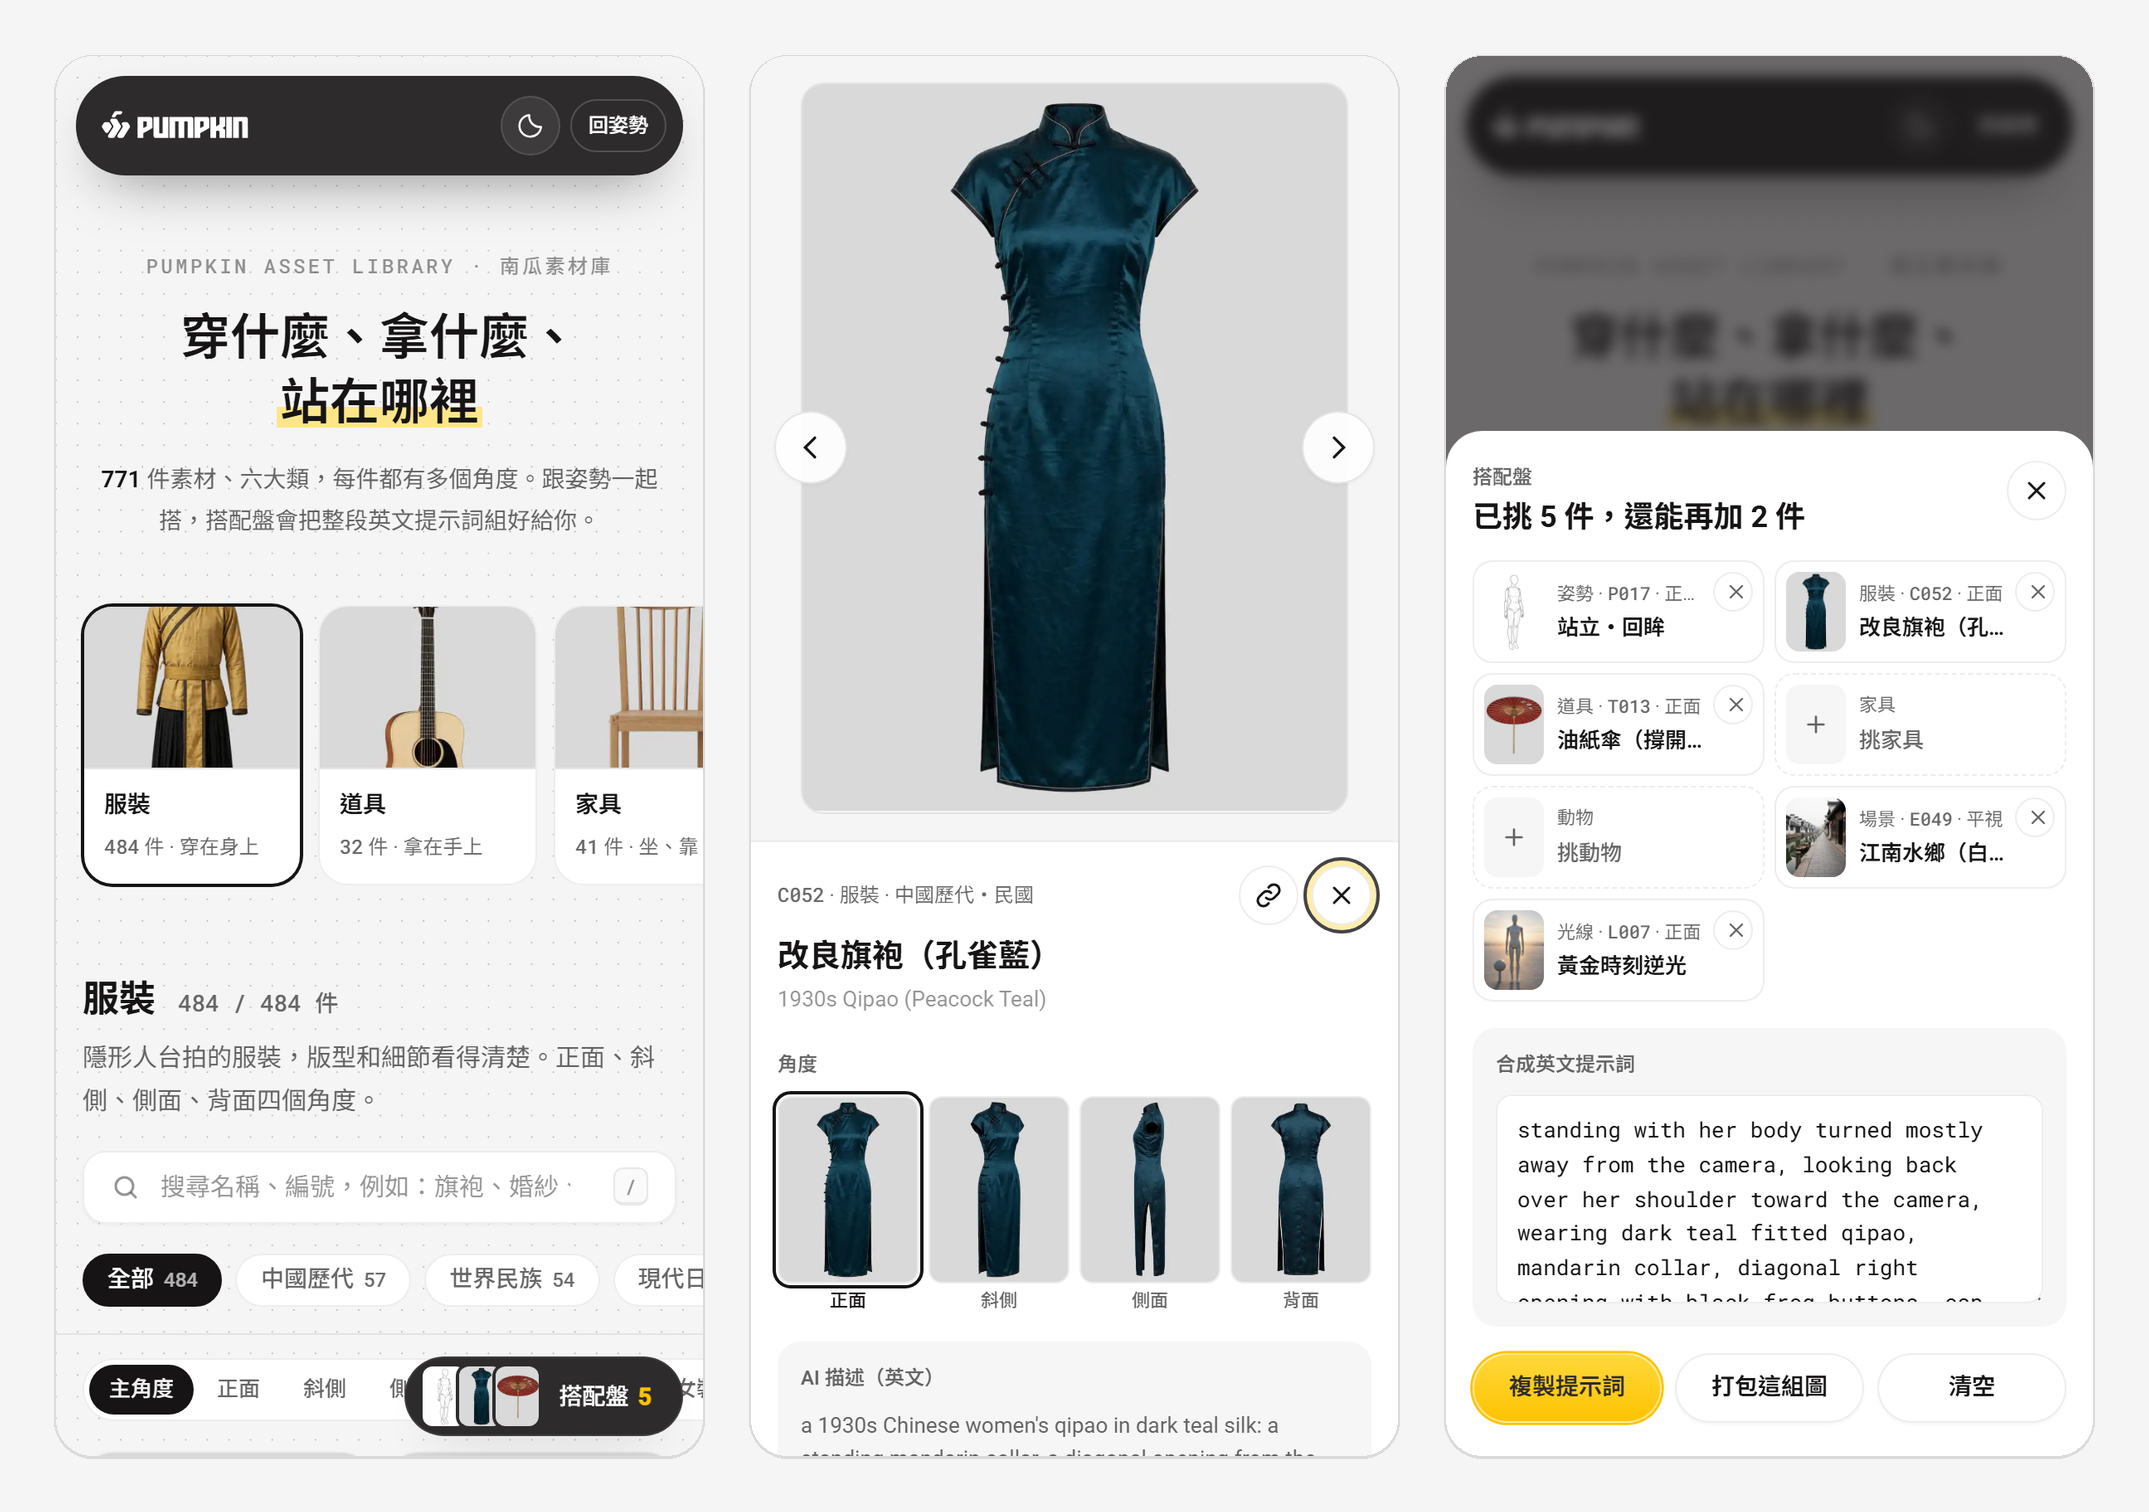 PUMPKIN
回姿勢
PUMPKIN ASSET LIBRARY · 南瓜素材庫
穿什麼、拿什麼、
站在哪裡
771 件素材、六大類，每件都有多個角度。跟姿勢一起
搭，搭配盤會把整段英文提示詞組好給你。
服裝
484 件 · 穿在身上
道具
32 件 · 拿在手上
家具
41 件 · 坐、靠
服裝 484 / 484 件
隱形人台拍的服裝，版型和細節看得清楚。正面、斜
側、側面、背面四個角度。
搜尋名稱、編號，例如：旗袍、婚紗
/
全部 484
中國歷代 57
世界民族 54
現代日
主角度
正面
斜側
搭配盤 5
C052 · 服裝 · 中國歷代・民國
改良旗袍（孔雀藍）
1930s Qipao (Peacock Teal)
角度
正面
斜側
側面
背面
AI 描述（英文）
a 1930s Chinese women's qipao in dark teal silk: a
standing mandarin collar, a diagonal opening from the
搭配盤
已挑 5 件，還能再加 2 件
姿勢 · P017 · 正…
站立・回眸
服裝 · C052 · 正面
改良旗袍（孔…
道具 · T013 · 正面
油紙傘（撐開…
家具
挑家具
動物
挑動物
場景 · E049 · 平視
江南水鄉（白…
光線 · L007 · 正面
黃金時刻逆光
合成英文提示詞
standing with her body turned mostly
away from the camera, looking back
over her shoulder toward the camera,
wearing dark teal fitted qipao,
mandarin collar, diagonal right
opening with black frog buttons, cap
複製提示詞
打包這組圖
清空